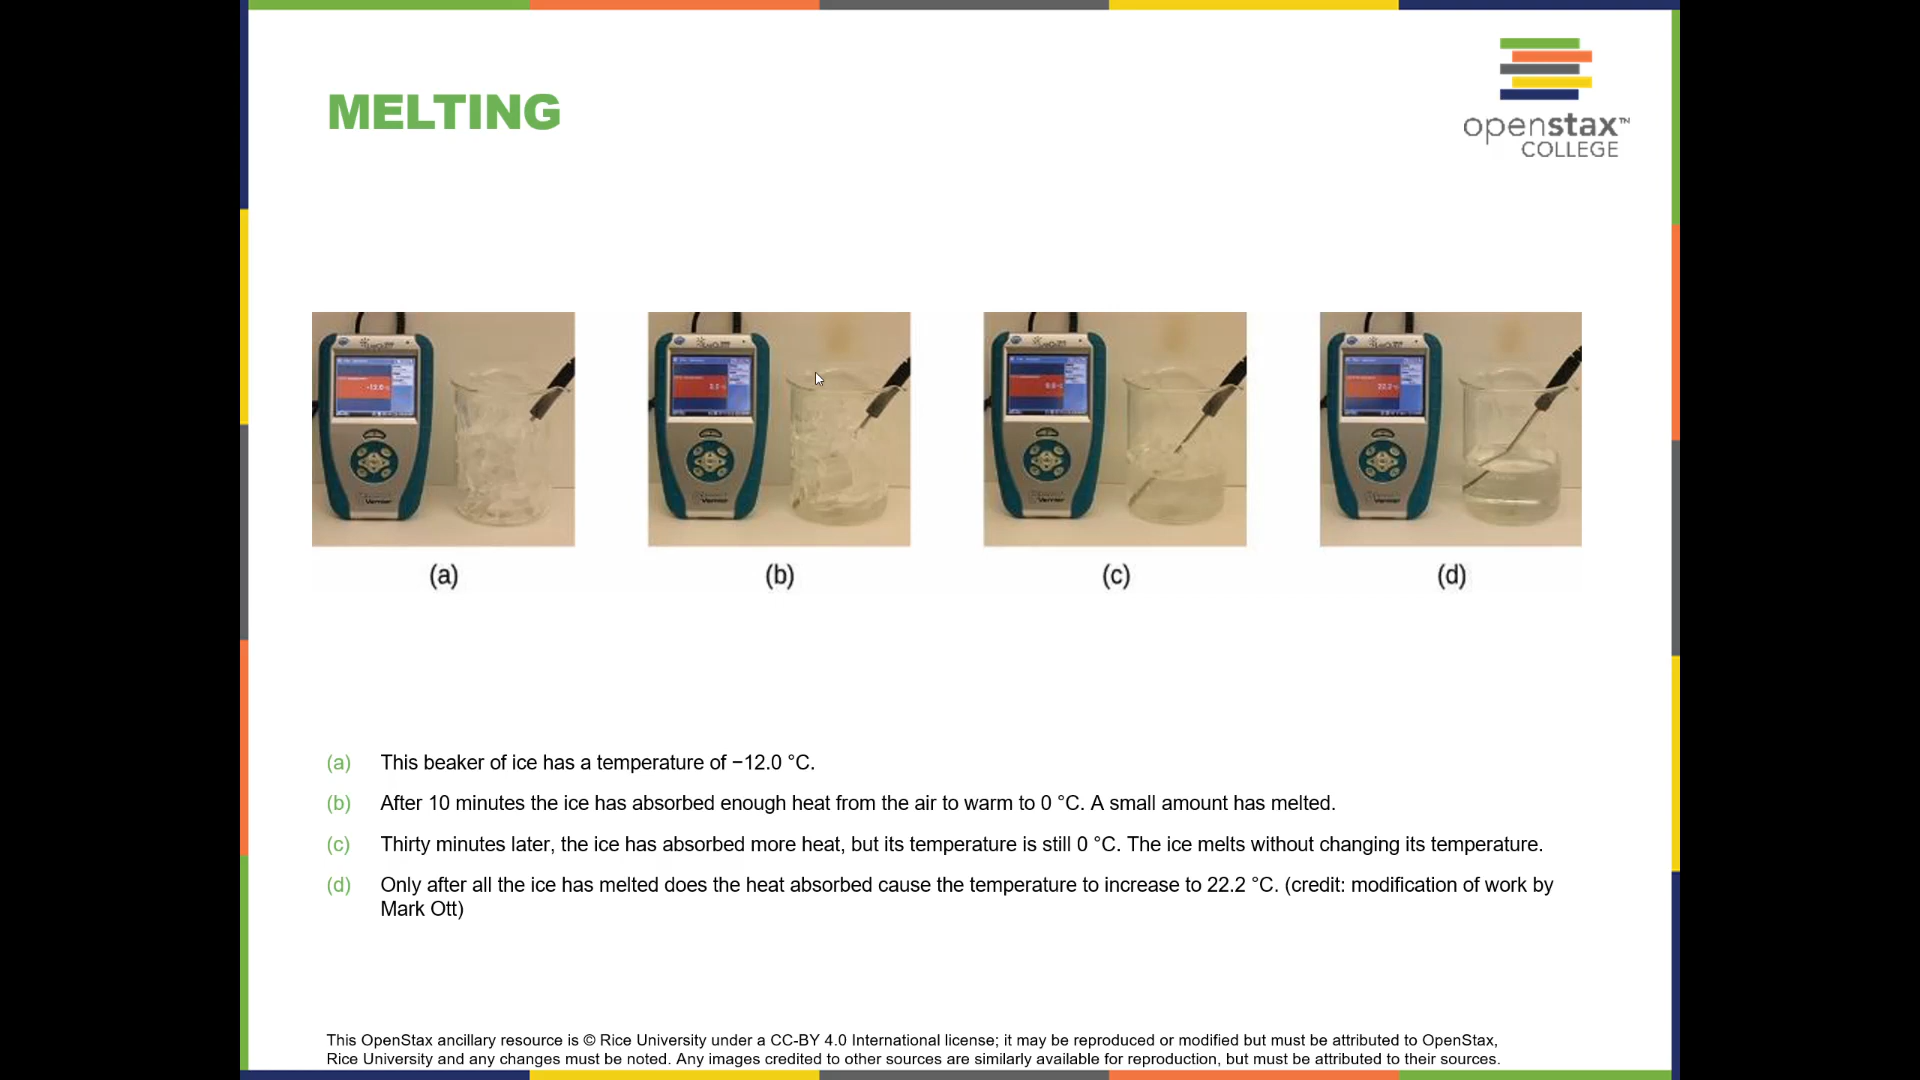 MELTING
openstax™
COLLEGE
-12.0
22.2
Vernier
Vernier
Vernier
Vernier
(a)
(b)
(c)
(d)
(a) This beaker of ice has a temperature of −12.0 °C.
(b) After 10 minutes the ice has absorbed enough heat from the air to warm to 0 °C. A small amount has melted.
(c) Thirty minutes later, the ice has absorbed more heat, but its temperature is still 0 °C. The ice melts without changing its temperature.
(d) Only after all the ice has melted does the heat absorbed cause the temperature to increase to 22.2 °C. (credit: modification of work by
Mark Ott)
This OpenStax ancillary resource is © Rice University under a CC-BY 4.0 International license; it may be reproduced or modified but must be attributed to OpenStax,
Rice University and any changes must be noted. Any images credited to other sources are similarly available for reproduction, but must be attributed to their sources.